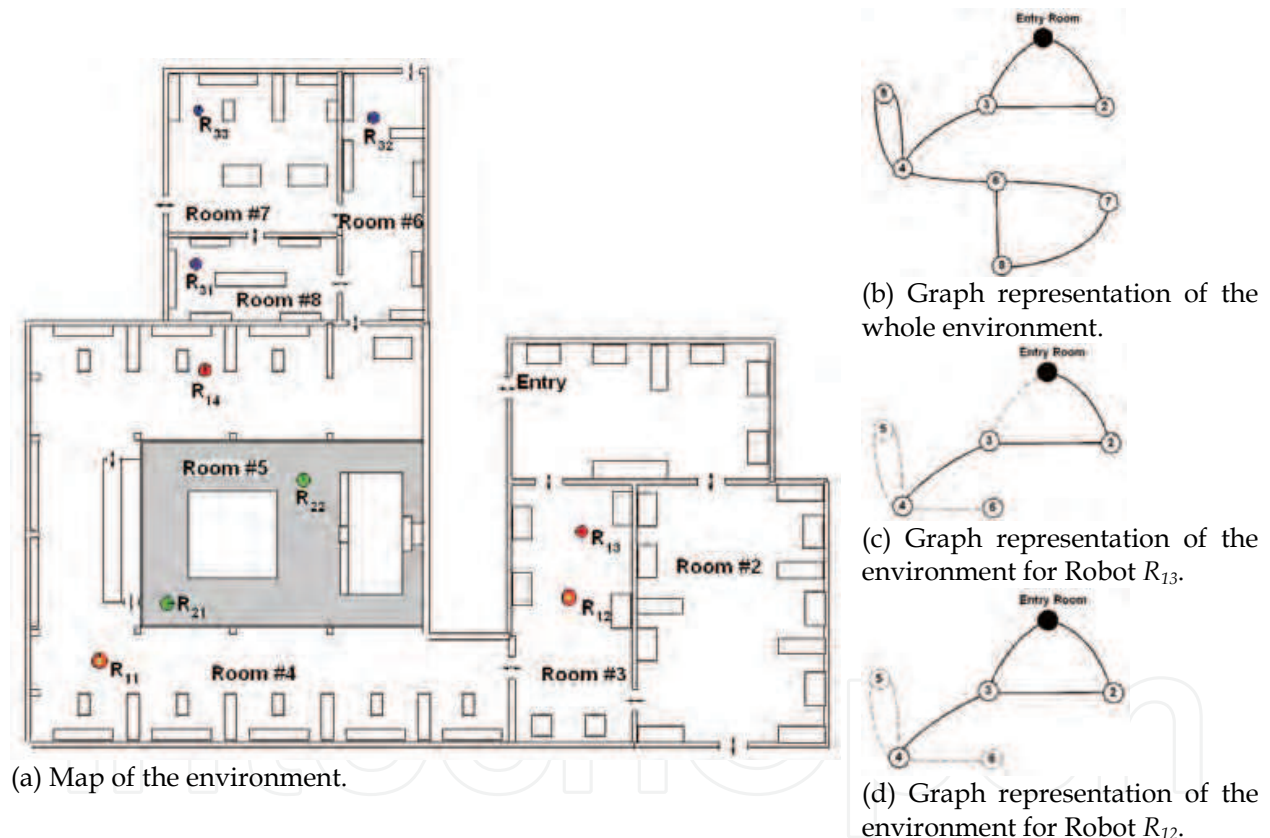 R33
R32
Room #7
Room #6
R31
Room #8
R14
Entry
Room #5
R22
R13
Room #2
R12
R21
R11
Room #4
Room #3
(a) Map of the environment.
Entry Room
3
2
4
6
7
(b) Graph representation of the
whole environment.
Entry Room
5
3
2
4
6
(c) Graph representation of the
environment for Robot R13.
Entry Room
5
3
2
4
6
(d) Graph representation of the
environment for Robot R12.